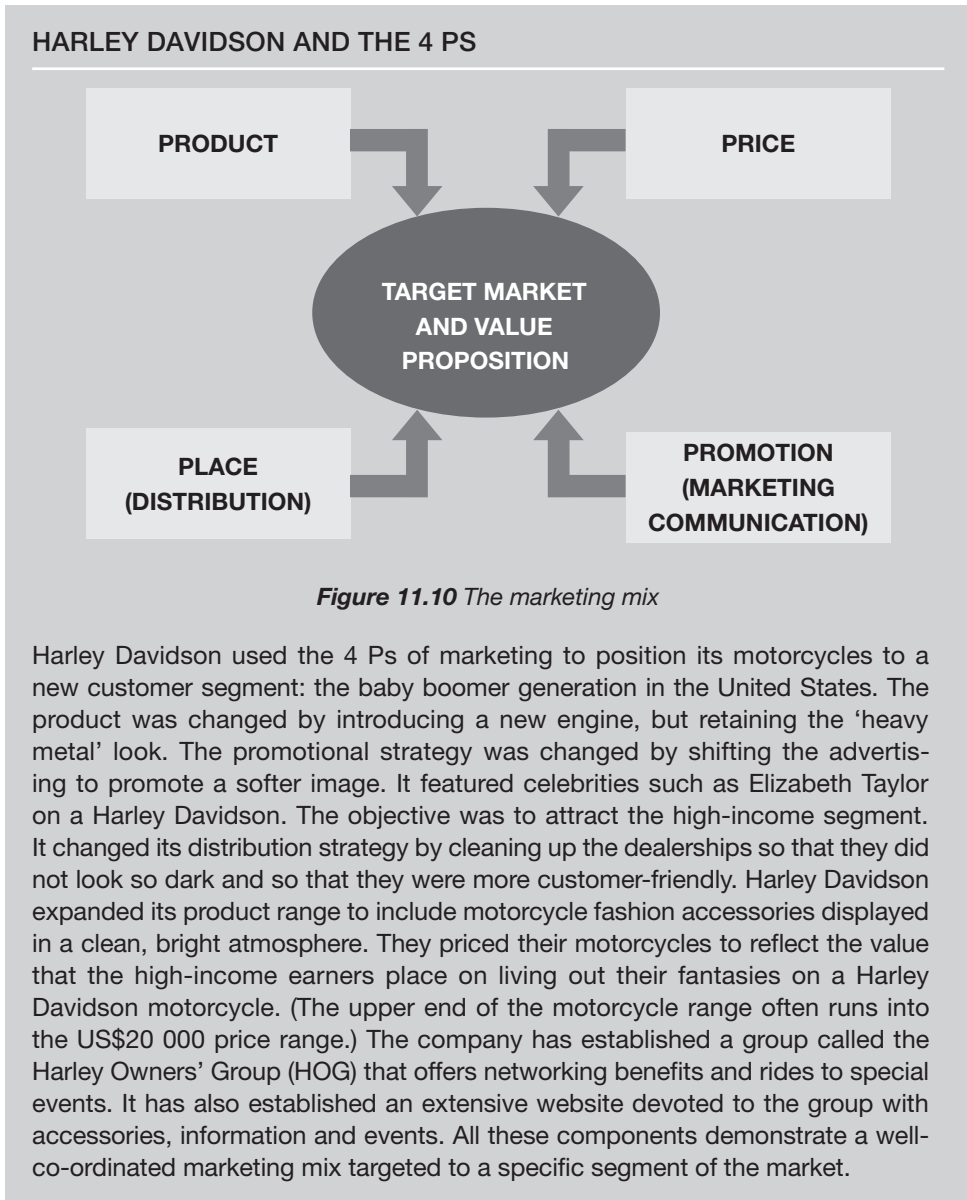 HARLEY DAVIDSON AND THE 4 PS
PRODUCT
PRICE
TARGET MARKET
AND VALUE
PROPOSITION
PLACE
(DISTRIBUTION)
PROMOTION
(MARKETING
COMMUNICATION)
Figure 11.10 The marketing mix
Harley Davidson used the 4 Ps of marketing to position its motorcycles to a
new customer segment: the baby boomer generation in the United States. The
product was changed by introducing a new engine, but retaining the ‘heavy
metal’ look. The promotional strategy was changed by shifting the advertis-
ing to promote a softer image. It featured celebrities such as Elizabeth Taylor
on a Harley Davidson. The objective was to attract the high-income segment.
It changed its distribution strategy by cleaning up the dealerships so that they did
not look so dark and so that they were more customer-friendly. Harley Davidson
expanded its product range to include motorcycle fashion accessories displayed
in a clean, bright atmosphere. They priced their motorcycles to reflect the value
that the high-income earners place on living out their fantasies on a Harley
Davidson motorcycle. (The upper end of the motorcycle range often runs into
the US$20 000 price range.) The company has established a group called the
Harley Owners’ Group (HOG) that offers networking benefits and rides to special
events. It has also established an extensive website devoted to the group with
accessories, information and events. All these components demonstrate a well-
co-ordinated marketing mix targeted to a specific segment of the market.